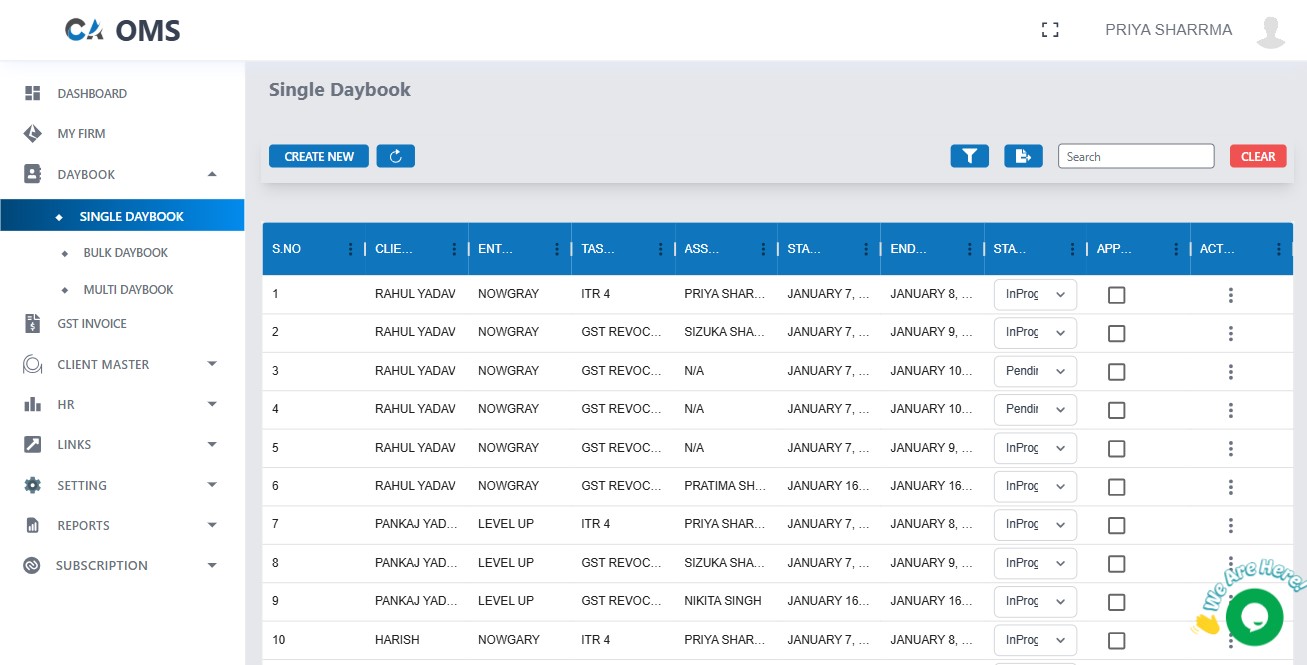 CA OMS
PRIYA SHARRMA
DASHBOARD
MY FIRM
DAYBOOK
SINGLE DAYBOOK
BULK DAYBOOK
MULTI DAYBOOK
GST INVOICE
CLIENT MASTER
HR
LINKS
SETTING
REPORTS
SUBSCRIPTION
Single Daybook
CREATE NEW
Search
CLEAR
S.NO CLIE... ENT... TAS... ASS... STA... END... STA... APP... ACT...
1 RAHUL YADAV NOWGRAY ITR 4 PRIYA SHAR... JANUARY 7, ... JANUARY 8, ... InProg
2 RAHUL YADAV NOWGRAY GST REVOC... SIZUKA SHA... JANUARY 7, ... JANUARY 9, ... InProg
3 RAHUL YADAV NOWGRAY GST REVOC... N/A JANUARY 7, ... JANUARY 10... Pendin
4 RAHUL YADAV NOWGRAY GST REVOC... N/A JANUARY 7, ... JANUARY 10... Pendin
5 RAHUL YADAV NOWGRAY GST REVOC... N/A JANUARY 7, ... JANUARY 9, ... InProg
6 RAHUL YADAV NOWGRAY GST REVOC... PRATIMA SH... JANUARY 16... JANUARY 16... InProg
7 PANKAJ YAD... LEVEL UP ITR 4 PRIYA SHAR... JANUARY 7, ... JANUARY 8, ... InProg
8 PANKAJ YAD... LEVEL UP GST REVOC... SIZUKA SHA... JANUARY 7, ... JANUARY 9, ... InProg
9 PANKAJ YAD... LEVEL UP GST REVOC... NIKITA SINGH JANUARY 16... JANUARY 16... InProg
10 HARISH NOWGARY ITR 4 PRIYA SHAR... JANUARY 7, ... JANUARY 8, ... InProg
We Are Here!